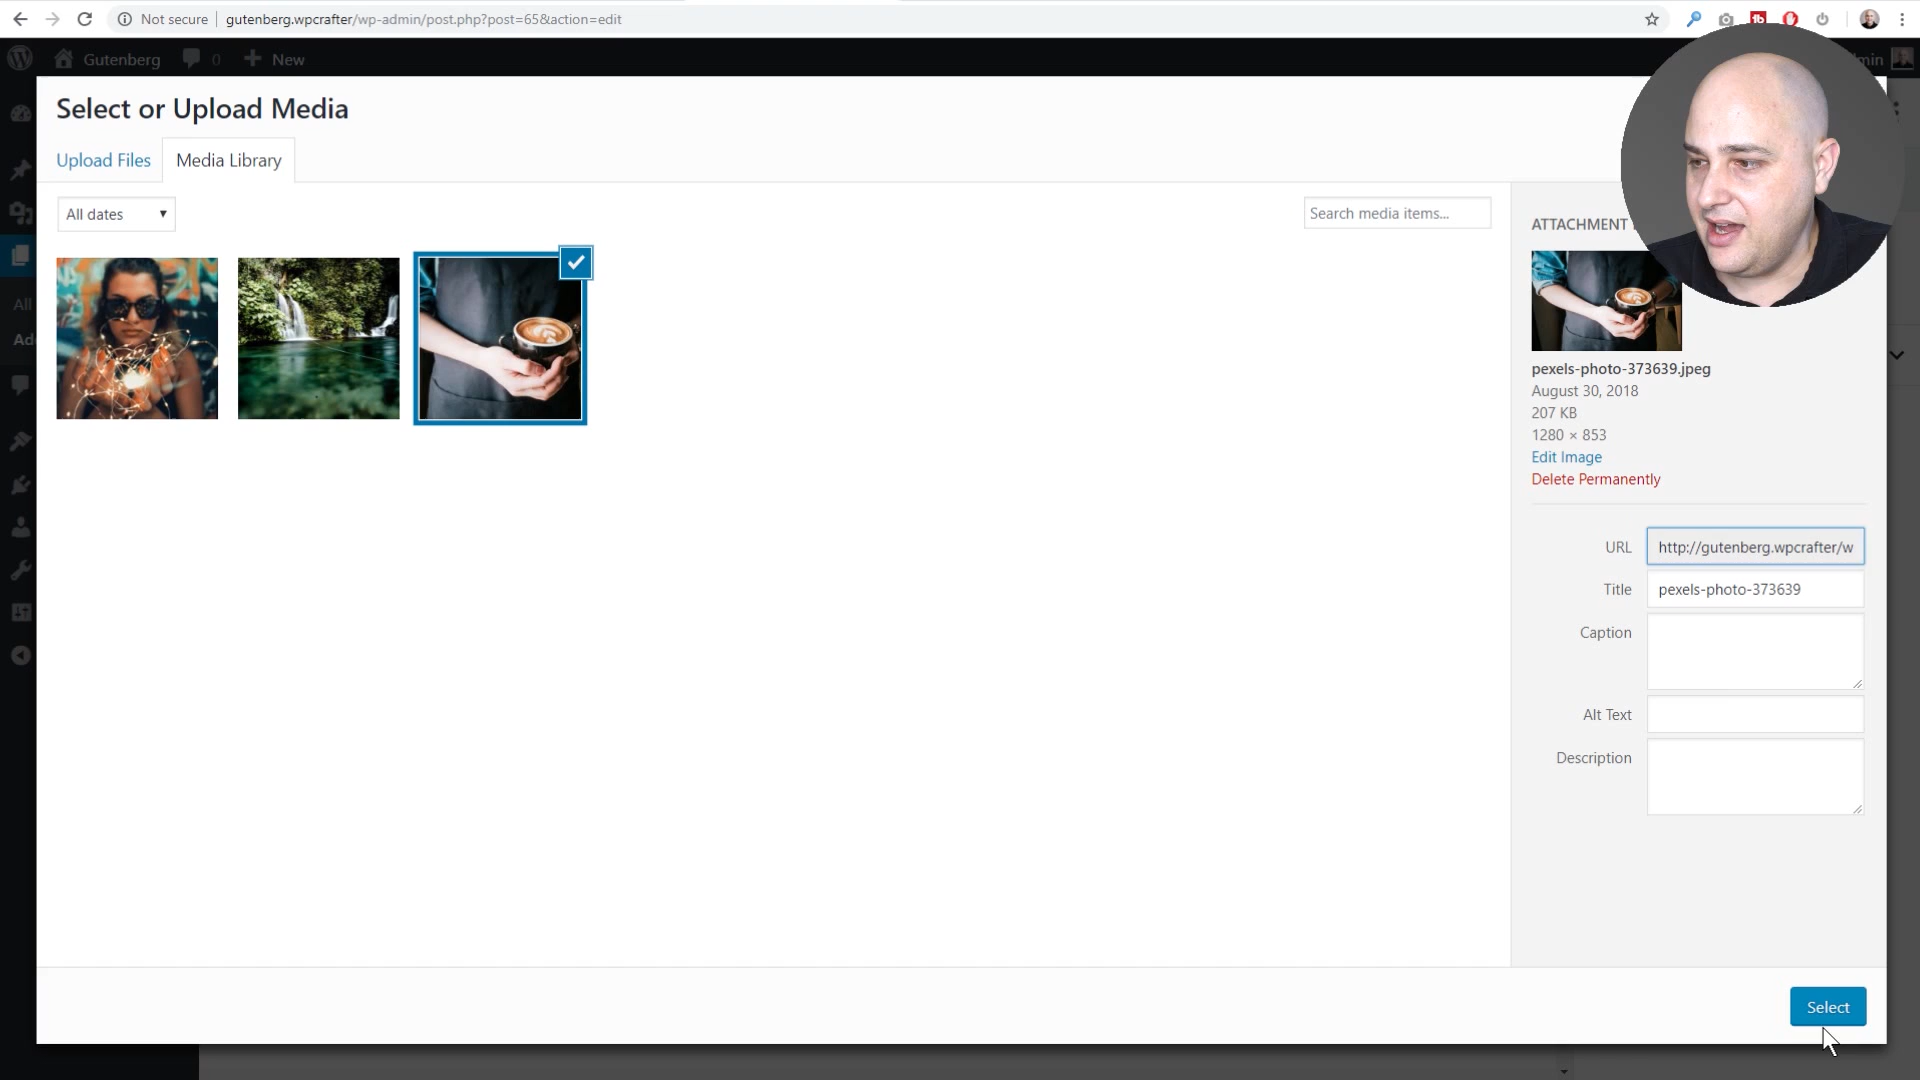 Not secure gutenberg.wpcrafter/wp-admin/post.php?post=65&action=edit
Gutenberg 0 New
Select or Upload Media
Upload Files Media Library
All dates
Search media items...
ATTACHMENT
pexels-photo-373639.jpeg
August 30, 2018
207 KB
1280 × 853
Edit Image
Delete Permanently
URL http://gutenberg.wpcrafter/w
Title pexels-photo-373639
Caption
Alt Text
Description
All
Select